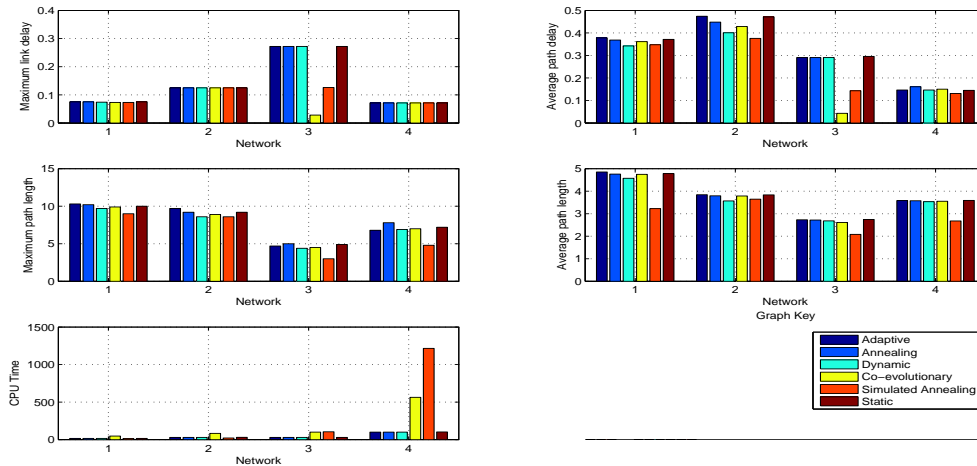 Maximum link delay
0.4
0.3
0.2
0.1
0
1 2 3 4
Network
Average path delay
0.5
0.4
0.3
0.2
0.1
0
1 2 3 4
Network
Maximum path length
15
10
5
0
1 2 3 4
Network
Average path length
5
4
3
2
1
0
1 2 3 4
Network
CPU Time
1500
1000
500
0
1 2 3 4
Network
Graph Key
Adaptive
Annealing
Dynamic
Co−evolutionary
Simulated Annealing
Static